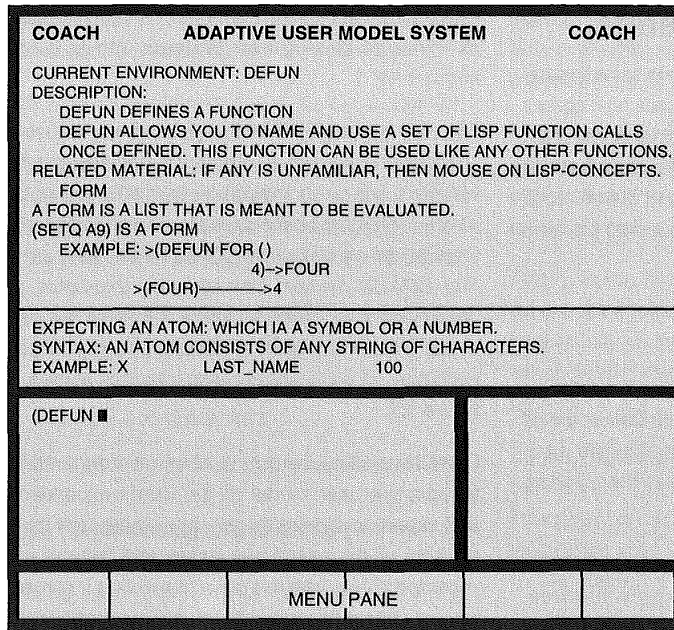 COACH ADAPTIVE USER MODEL SYSTEM COACH
CURRENT ENVIRONMENT: DEFUN
DESCRIPTION:
DEFUN DEFINES A FUNCTION
DEFUN ALLOWS YOU TO NAME AND USE A SET OF LISP FUNCTION CALLS
ONCE DEFINED. THIS FUNCTION CAN BE USED LIKE ANY OTHER FUNCTIONS.
RELATED MATERIAL: IF ANY IS UNFAMILIAR, THEN MOUSE ON LISP-CONCEPTS.
FORM
A FORM IS A LIST THAT IS MEANT TO BE EVALUATED.
(SETQ A9) IS A FORM
EXAMPLE: >(DEFUN FOR ()
4)–>FOUR
>(FOUR)————>4
EXPECTING AN ATOM: WHICH IA A SYMBOL OR A NUMBER.
SYNTAX: AN ATOM CONSISTS OF ANY STRING OF CHARACTERS.
EXAMPLE: X LAST_NAME 100
(DEFUN
MENU PANE